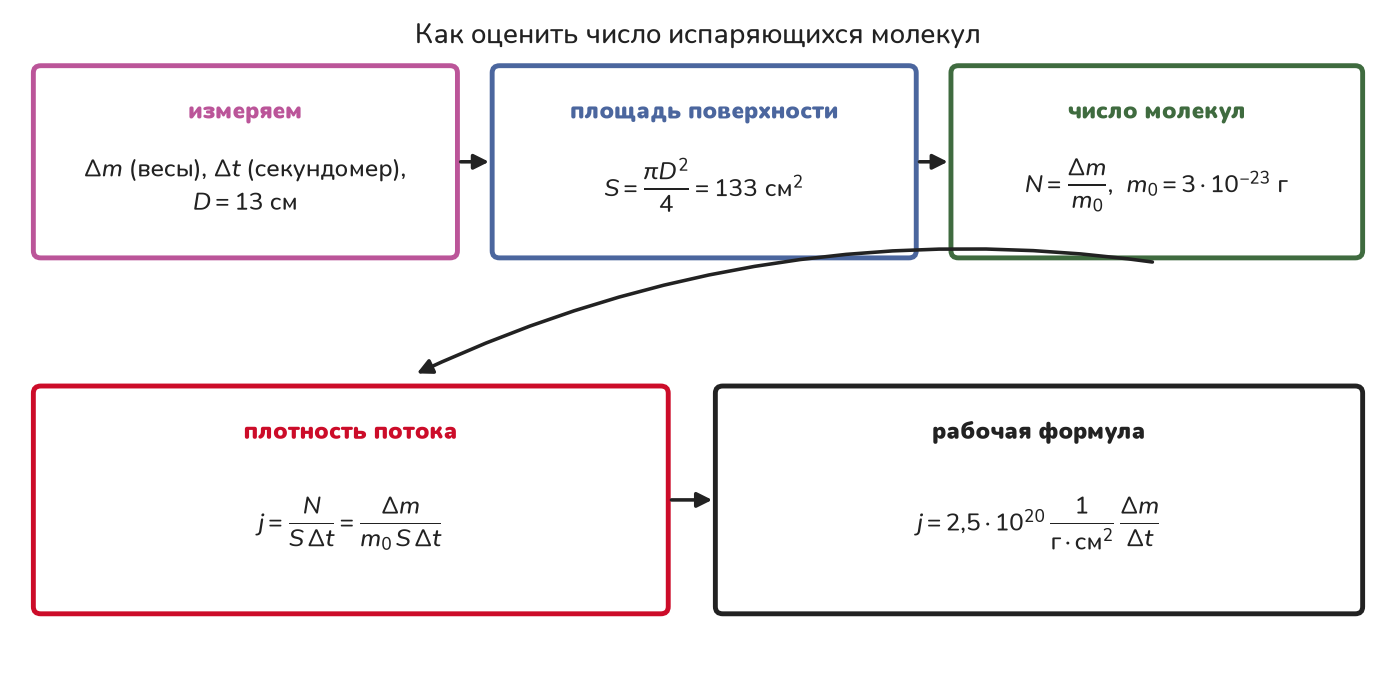 Как оценить число испаряющихся молекул
измеряем
Δm (весы), Δt (секундомер),
D = 13 см
площадь поверхности
S = πD²/4 = 133 см²
число молекул
N = Δm/m₀, m₀ = 3 · 10⁻²³ г
плотность потока
j = N/(S Δt) = Δm/(m₀ S Δt)
рабочая формула
j = 2,5 · 10²⁰ 1/(г · см²) Δm/Δt